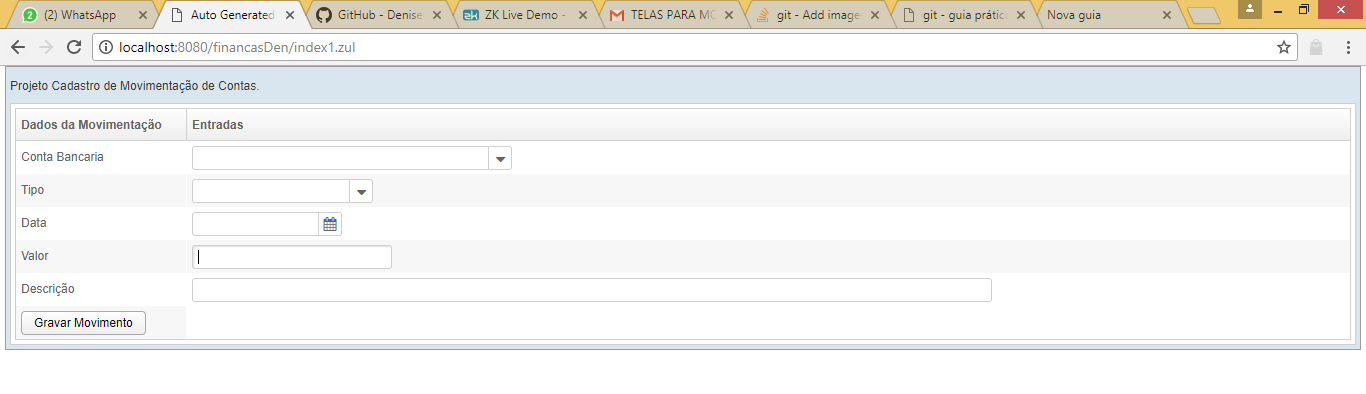 (2) WhatsApp
Auto Generated
GitHub - Denise
ZK Live Demo -
TELAS PARA MO
git - Add image
git - guia prátic
Nova guia
localhost:8080/financasDen/index1.zul
Projeto Cadastro de Movimentação de Contas.
Dados da Movimentação Entradas
Conta Bancaria
Tipo
Data
Valor
Descrição
Gravar Movimento